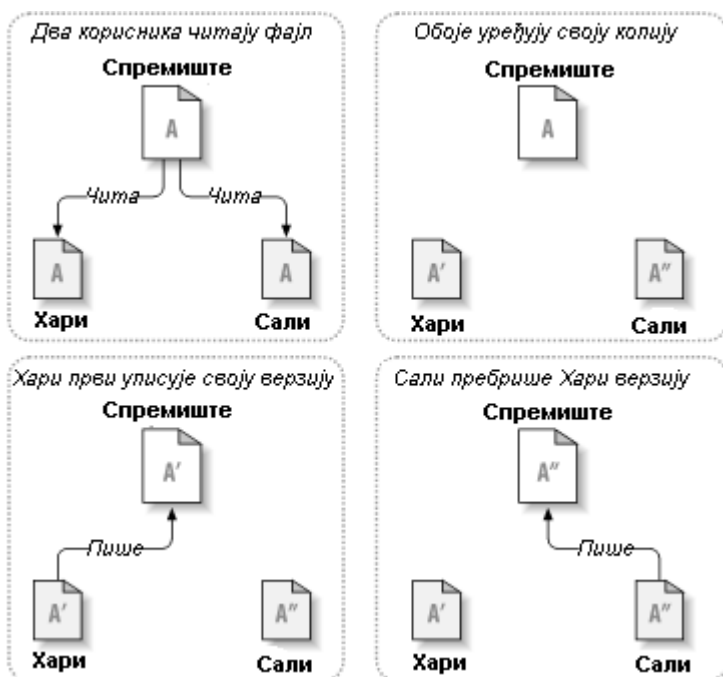 Два корисника читају фајл
Спремиште
A
Чита
Чита
A
A
Хари
Сали
Обоје уређују своју копију
Спремиште
A
A′
A″
Хари
Сали
Хари први уписује своју верзију
Спремиште
A′
Пише
A′
A″
Хари
Сали
Сали пребрише Хари верзију
Спремиште
A″
Пише
A′
A″
Хари
Сали